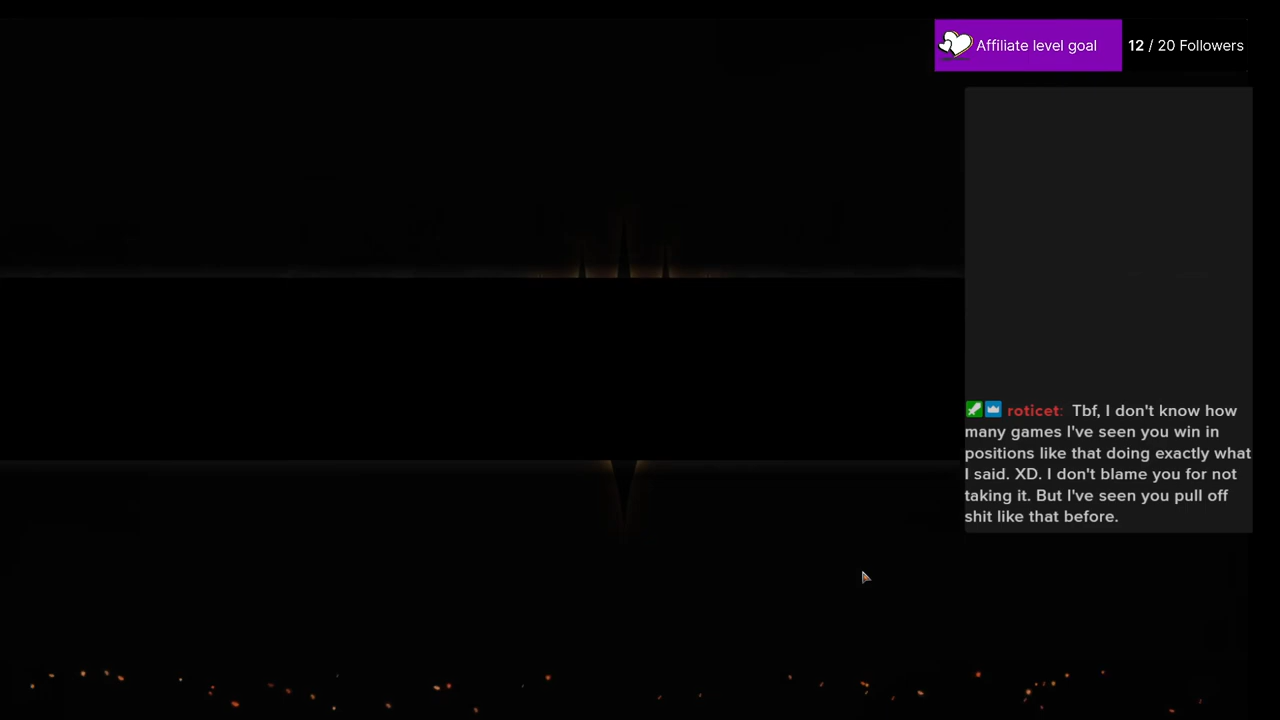 Affiliate level goal 12 / 20 Followers
roticet: Tbf, I don't know how
many games I've seen you win in
positions like that doing exactly what
I said. XD. I don't blame you for not
taking it. But I've seen you pull off
shit like that before.